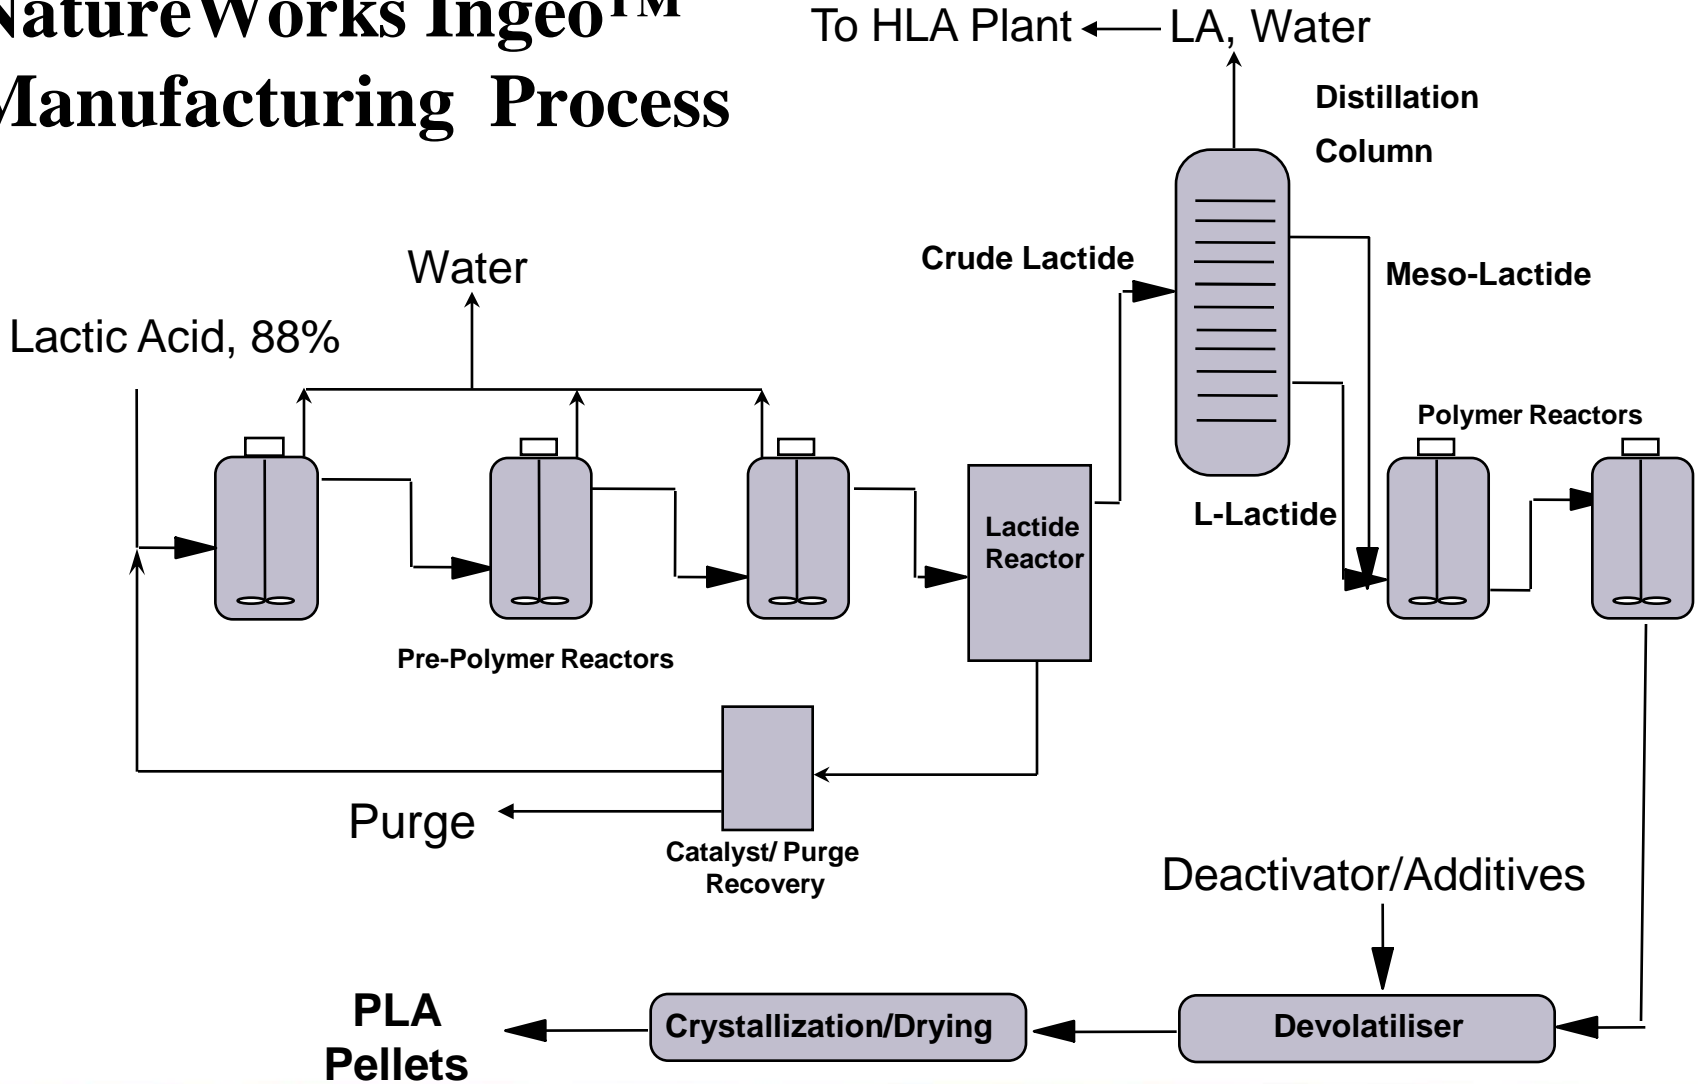 NatureWorks Ingeo™
Manufacturing Process
To HLA Plant
LA, Water
Distillation
Column
Crude Lactide
Meso-Lactide
Water
Lactic Acid, 88%
Polymer Reactors
L-Lactide
Lactide
Reactor
Pre-Polymer Reactors
Purge
Catalyst/ Purge
Recovery
Deactivator/Additives
PLA
Pellets
Crystallization/Drying
Devolatiliser